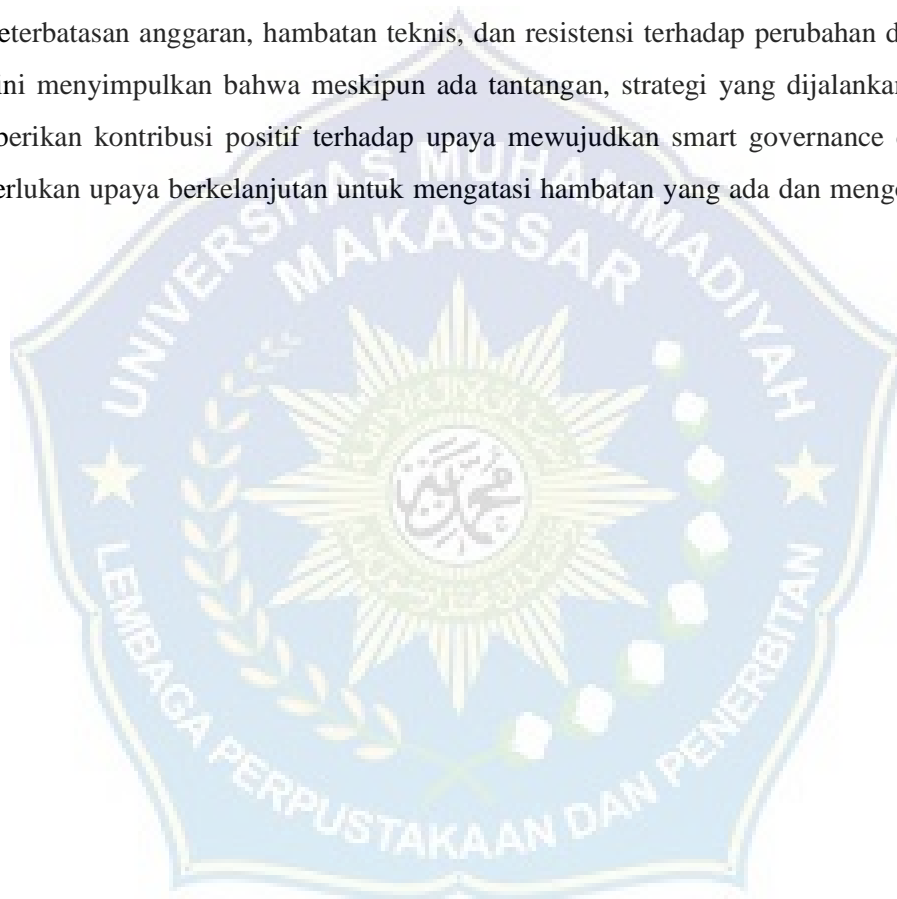 eterbatasan anggaran, hambatan teknis, dan resistensi terhadap perubahan d
ini menyimpulkan bahwa meskipun ada tantangan, strategi yang dijalankan
berikan kontribusi positif terhadap upaya mewujudkan smart governance
erlukan upaya berkelanjutan untuk mengatasi hambatan yang ada dan meng
UNIVERSITAS MUHAMMADIYAH
MAKASSAR
LEMBAGA PERPUSTAKAAN DAN PENERBITAN